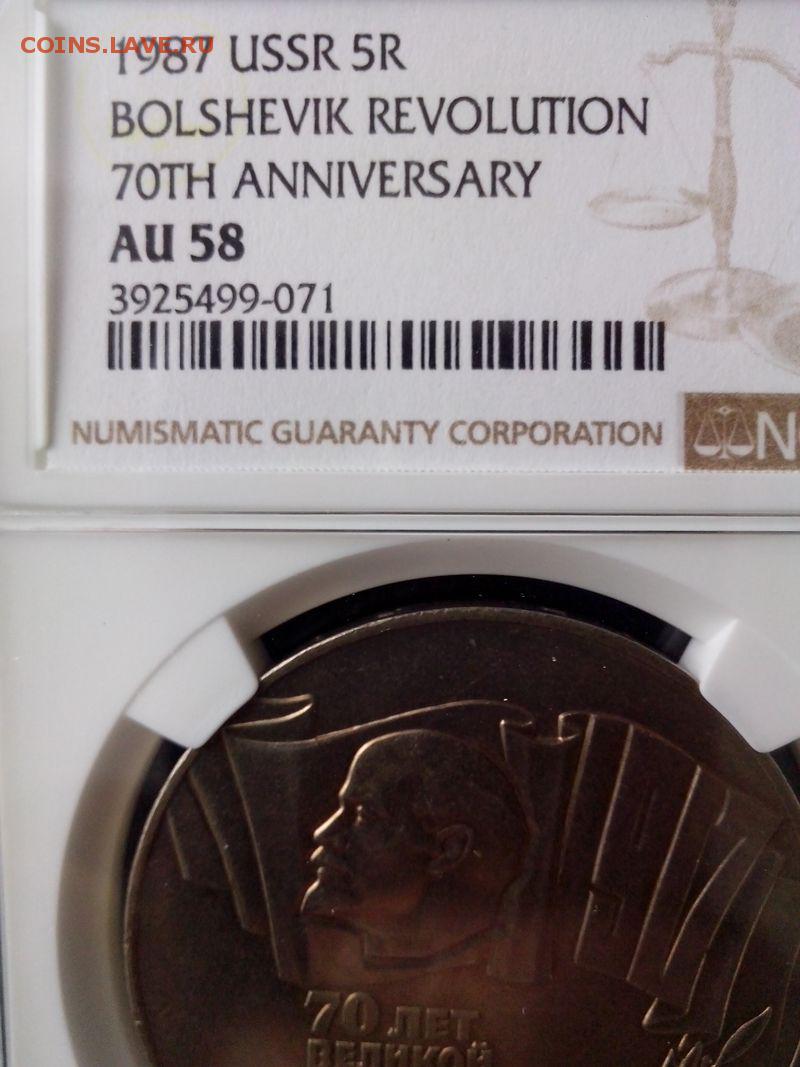 COINS.LAVE.RU
1987 USSR 5R
BOLSHEVIK REVOLUTION
70TH ANNIVERSARY
AU 58
3925499-071
NUMISMATIC GUARANTY CORPORATION
70 ЛЕТ
ВЕЛИКОЙ